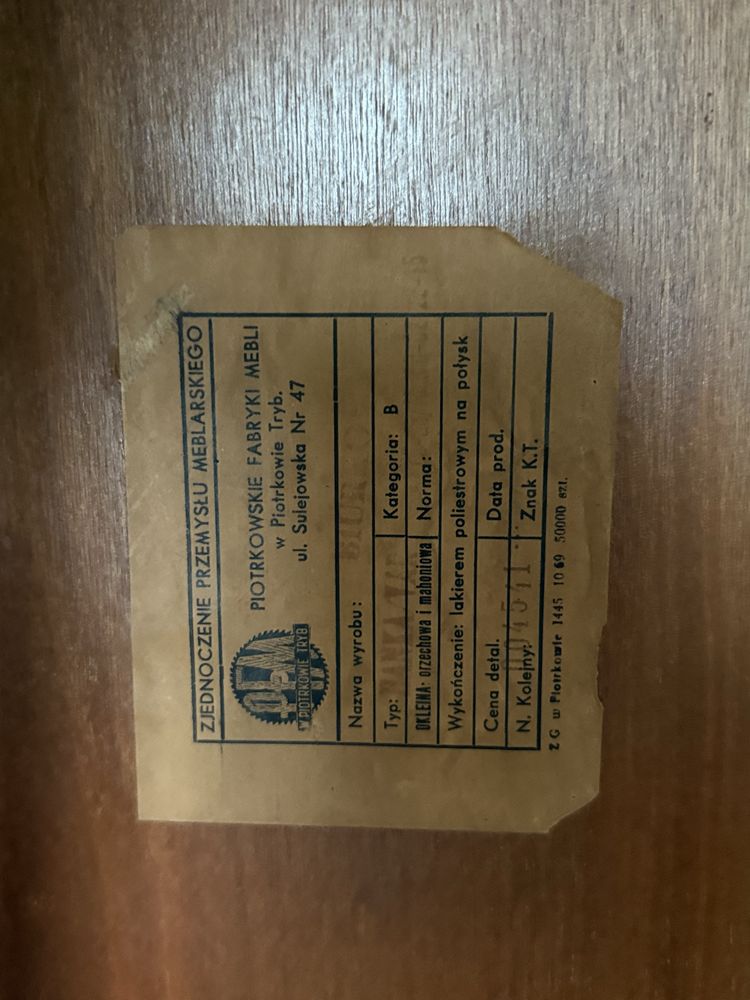 ZJEDNOCZENIE PRZEMYSŁU MEBLARSKIEGO
PFM
W PIOTRKOWIE TRYB.
PIOTRKOWSKIE FABRYKI MEBLI
w Piotrkowie Tryb.
ul. Sulejowska Nr 47
Nazwa wyrobu:
Typ: Kategoria: B
OKLEINA: orzechowa i mahoniowa Norma:
Wykończenie: lakierem poliestrowym na połysk
Cena detal. Data prod.
N. Kolejny: Znak K.T.
Z G w Piotrkowie 1445 10 69 50000 szt.